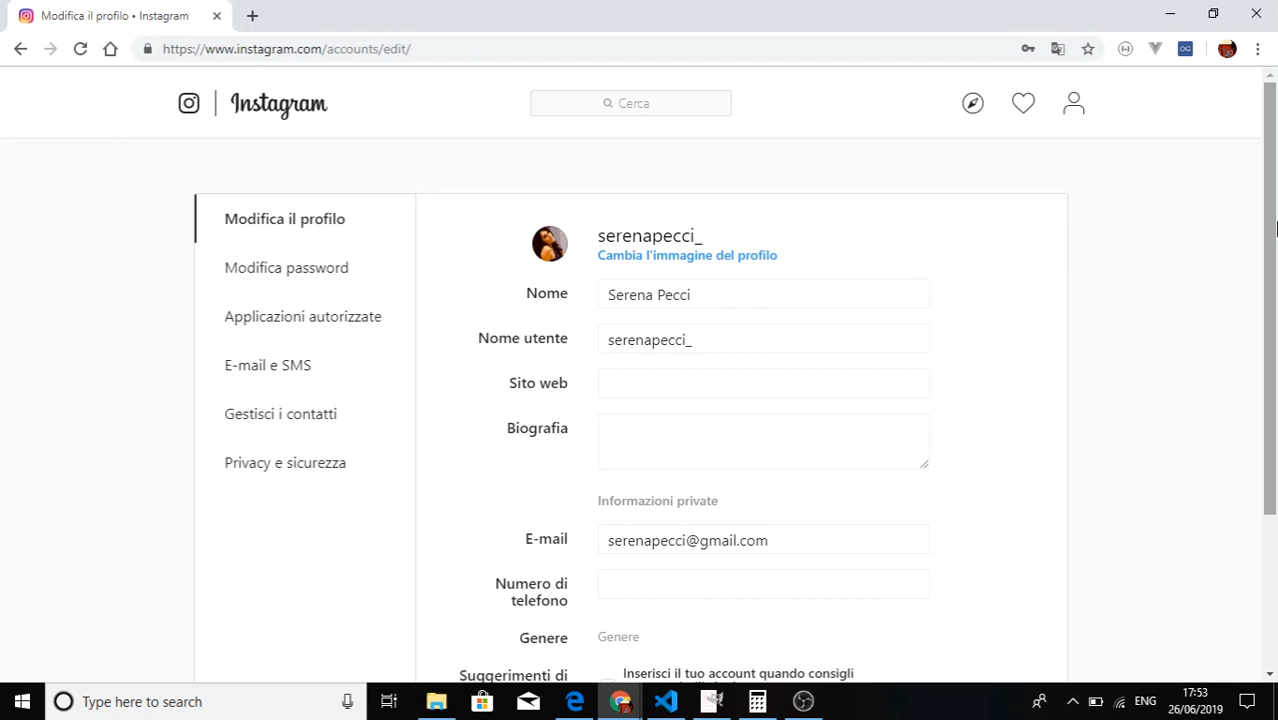 Modifica il profilo • Instagram
https://www.instagram.com/accounts/edit/
OG
Instagram
Cerca
Modifica il profilo
Modifica password
Applicazioni autorizzate
E-mail e SMS
Gestisci i contatti
Privacy e sicurezza
serenapecci_
Cambia l'immagine del profilo
Nome
Serena Pecci
Nome utente
serenapecci_
Sito web
Biografia
Informazioni private
E-mail
serenapecci@gmail.com
Numero di
telefono
Genere
Genere
Suggerimenti di
Inserisci il tuo account quando consigli
Type here to search
ENG
17:53
26/06/2019